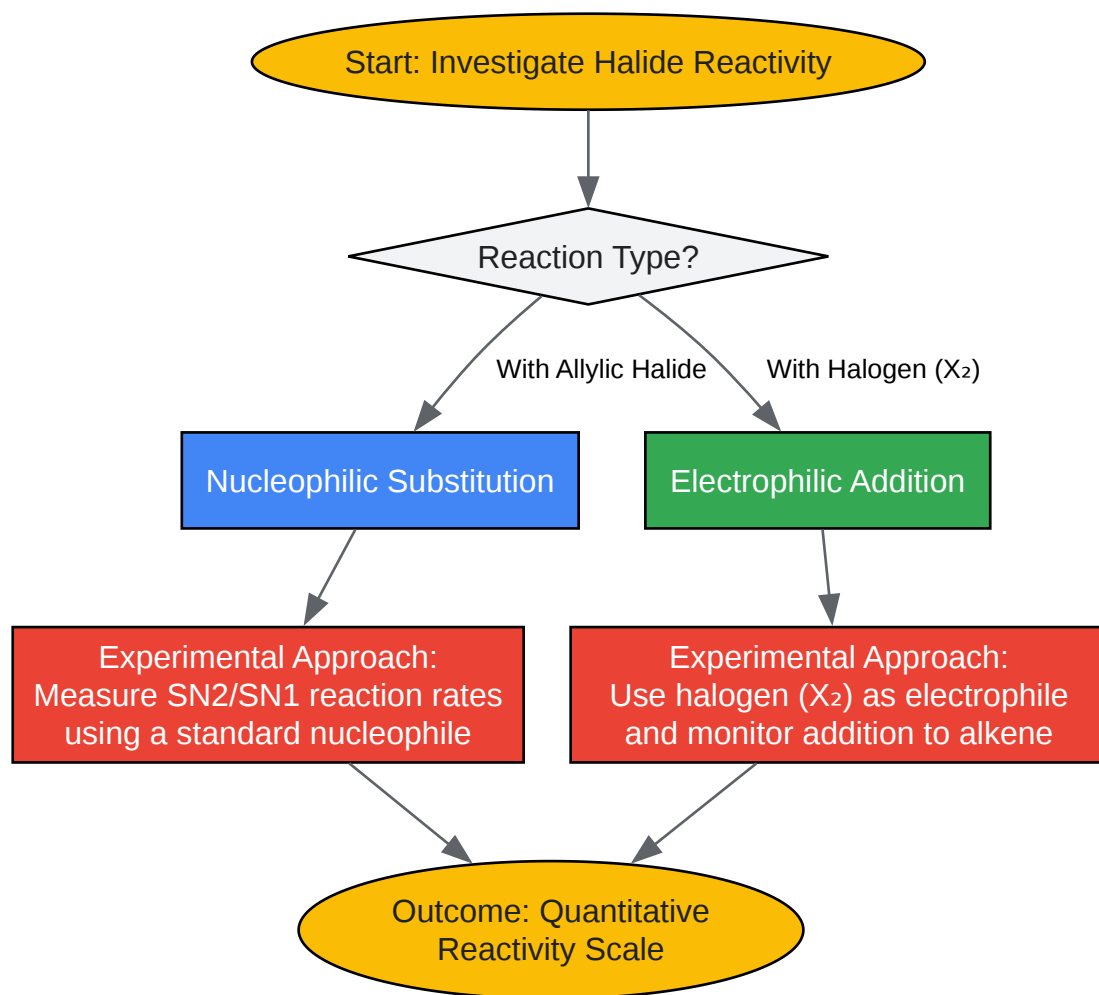 Start: Investigate Halide Reactivity
Reaction Type?
With Allylic Halide
With Halogen (X₂)
Nucleophilic Substitution
Electrophilic Addition
Experimental Approach:
Measure SN2/SN1 reaction rates
using a standard nucleophile
Experimental Approach:
Use halogen (X₂) as electrophile
and monitor addition to alkene
Outcome: Quantitative
Reactivity Scale